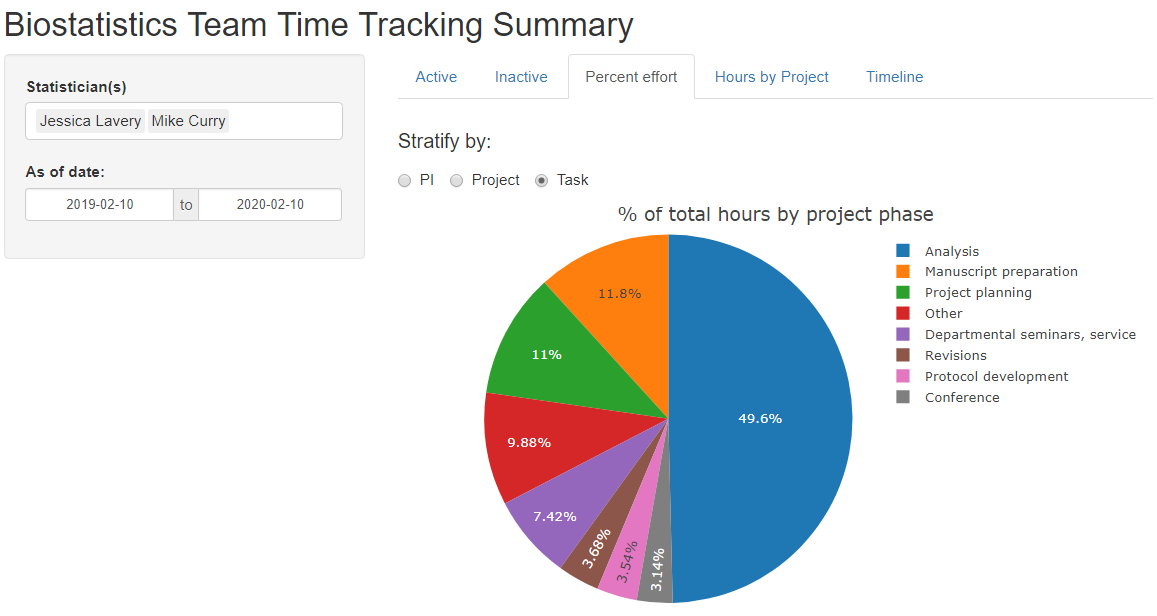 Biostatistics Team Time Tracking Summary
Statistician(s)
Jessica Lavery Mike Curry
As of date:
2019-02-10 to 2020-02-10
Active Inactive Percent effort Hours by Project Timeline
Stratify by:
PI Project Task
% of total hours by project phase
49.6%
11.8%
11%
9.88%
7.42%
3.68%
3.54%
3.14%
Analysis
Manuscript preparation
Project planning
Other
Departmental seminars, service
Revisions
Protocol development
Conference